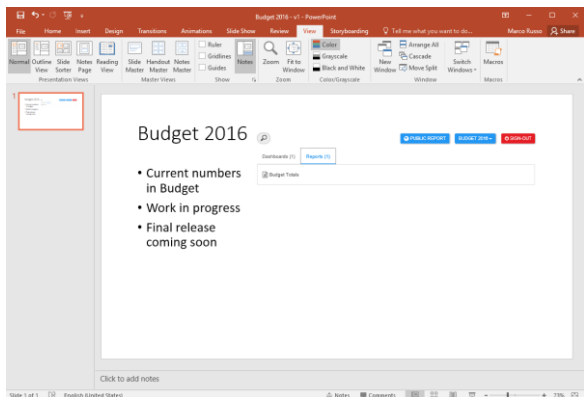 Budget 2016 - v1 - PowerPoint
File Home Insert Design Transitions Animations Slide Show Review View Storyboarding Tell me what you want to do... Marco Russo Share
Normal Outline View Slide Sorter Notes Page Reading View
Slide Master Handout Master Notes Master
Ruler
Gridlines
Guides
Notes
Zoom Fit to Window
Color
Grayscale
Black and White
New Window
Arrange All
Cascade
Move Split
Switch Windows
Macros
Presentation Views Master Views Show Zoom Color/Grayscale Window Macros
1
Budget 2016
PUBLIC REPORT BUDGET 2016 SIGN-OUT
Dashboards (1) Reports (1)
Budget Totals
• Current numbers
in Budget
• Work in progress
• Final release
coming soon
Click to add notes
Slide 1 of 1 English (United States) Notes Comments 73%